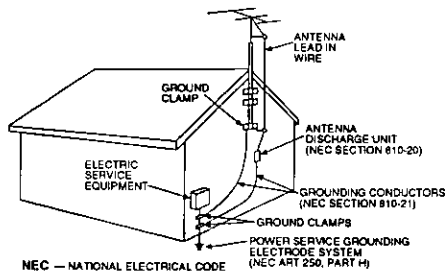 ANTENNA
LEAD IN
WIRE
GROUND
CLAMP
ANTENNA
DISCHARGE UNIT
(NEC SECTION 810-20)
ELECTRIC
SERVICE
EQUIPMENT
GROUNDING CONDUCTORS
(NEC SECTION 810-21)
GROUND CLAMPS
POWER SERVICE GROUNDING
ELECTRODE SYSTEM
(NEC ART 250, PART H)
NEC — NATIONAL ELECTRICAL CODE